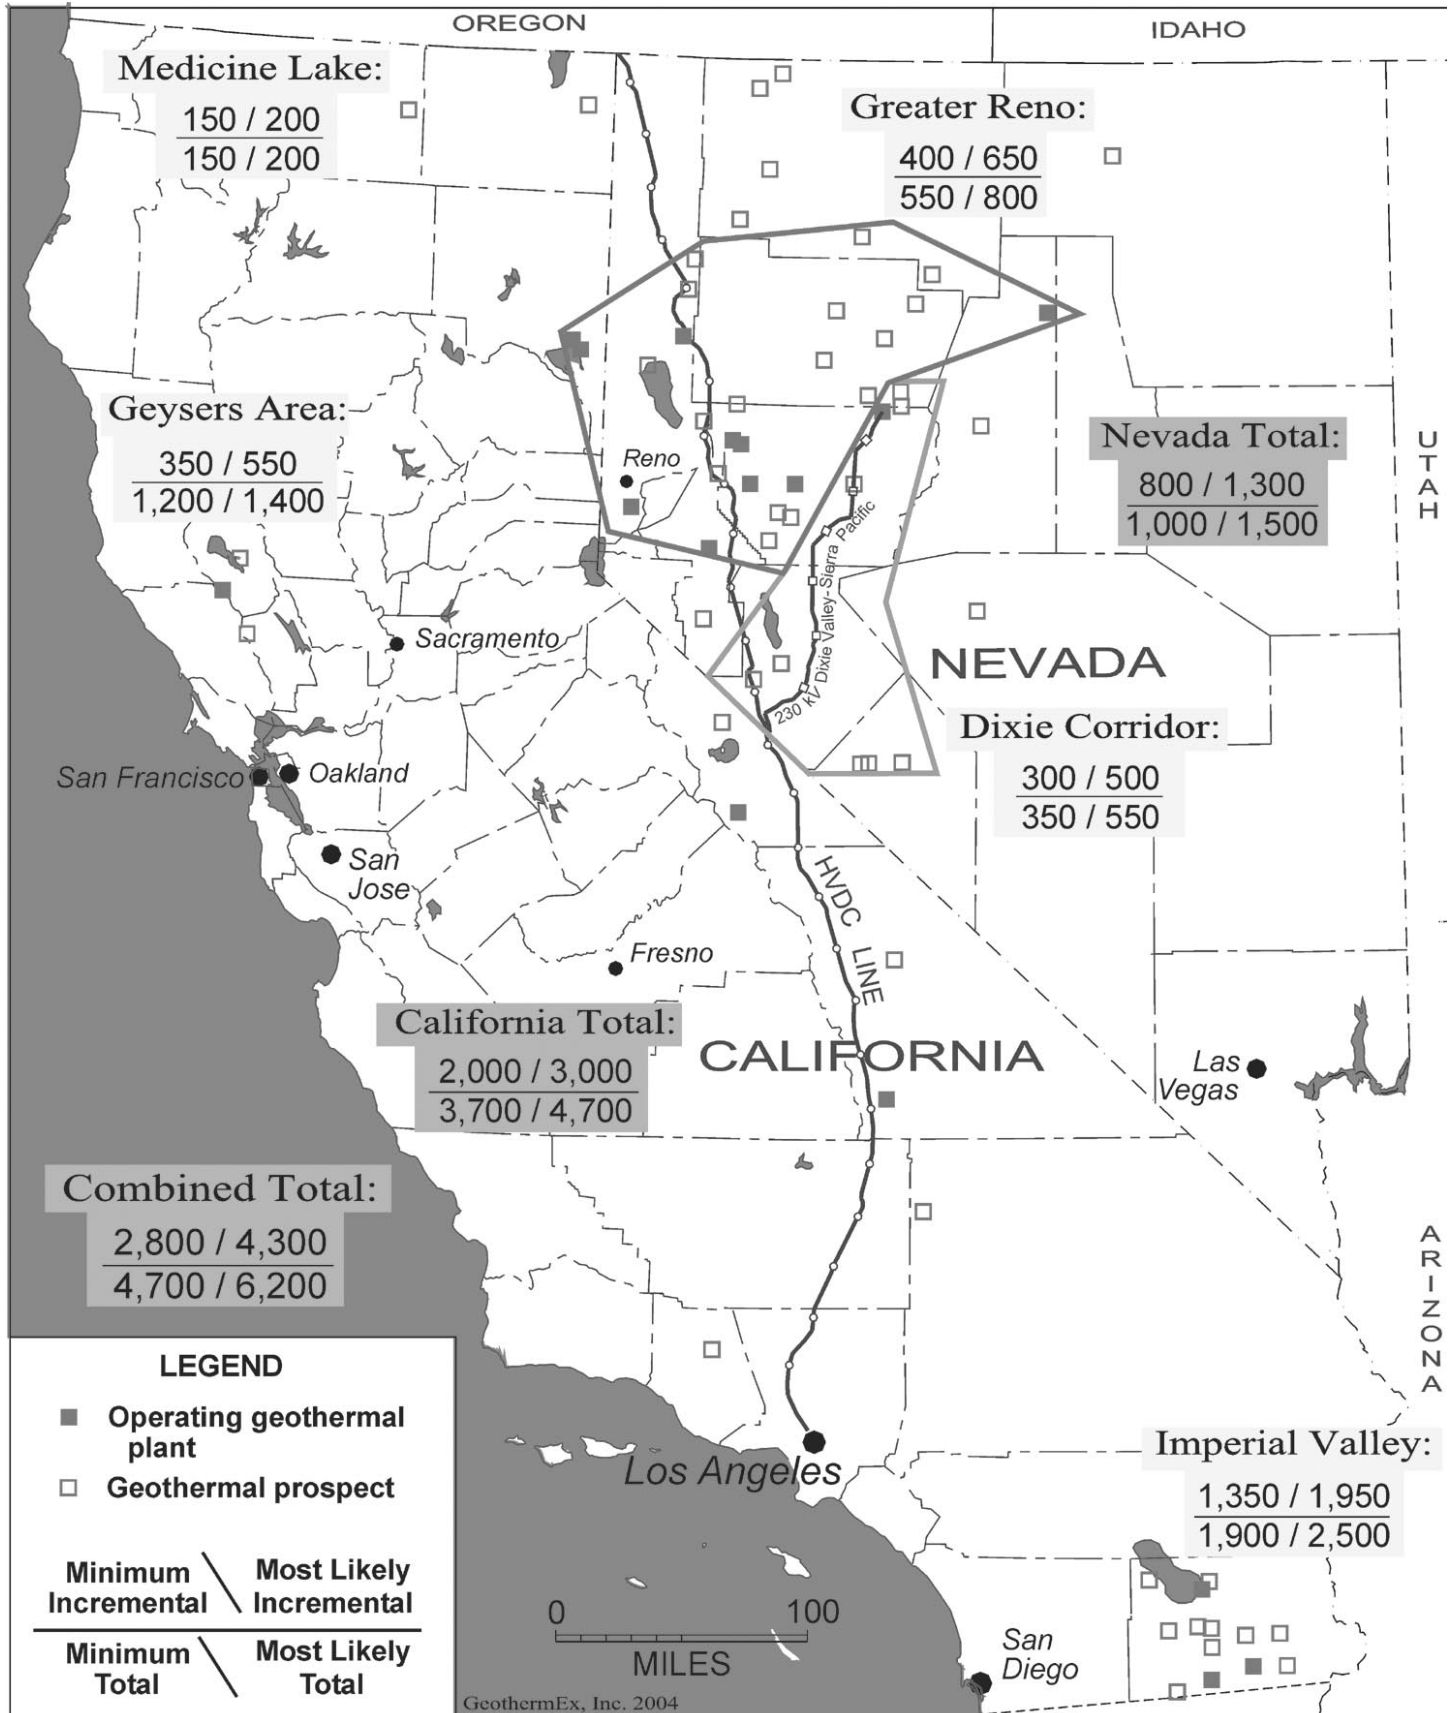 OREGON
IDAHO
Medicine Lake:
150 / 200
150 / 200
Greater Reno:
400 / 650
550 / 800
Geysers Area:
350 / 550
1,200 / 1,400
Reno
Nevada Total:
800 / 1,300
1,000 / 1,500
UTAH
230 kV Dixie Valley-Sierra Pacific
Sacramento
NEVADA
Dixie Corridor:
300 / 500
350 / 550
San Francisco
Oakland
San
Jose
HVDC LINE
Fresno
California Total:
2,000 / 3,000
3,700 / 4,700
CALIFORNIA
Las
Vegas
Combined Total:
2,800 / 4,300
4,700 / 6,200
ARIZONA
LEGEND
Operating geothermal
plant
Geothermal prospect
Minimum
Incremental
Most Likely
Incremental
Minimum
Total
Most Likely
Total
Los Angeles
Imperial Valley:
1,350 / 1,950
1,900 / 2,500
0 100
MILES
San
Diego
GeothermEx, Inc. 2004